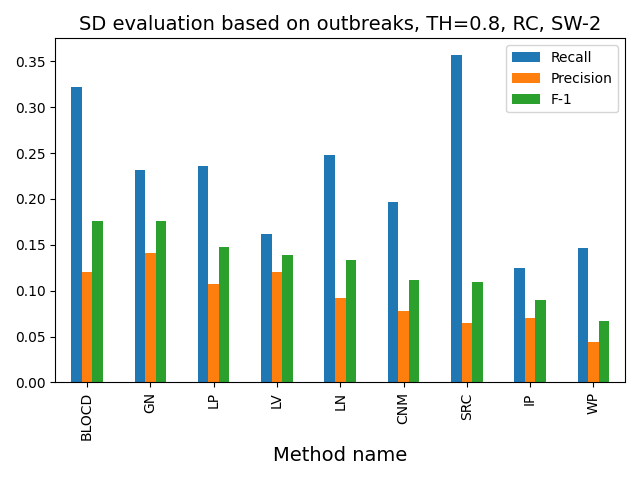 SD evaluation based on outbreaks, TH=0.8, RC, SW-2
Recall
Precision
F-1
0.35
0.30
0.25
0.20
0.15
0.10
0.05
0.00
BLOCD
GN
LP
LV
LN
CNM
SRC
IP
WP
Method name